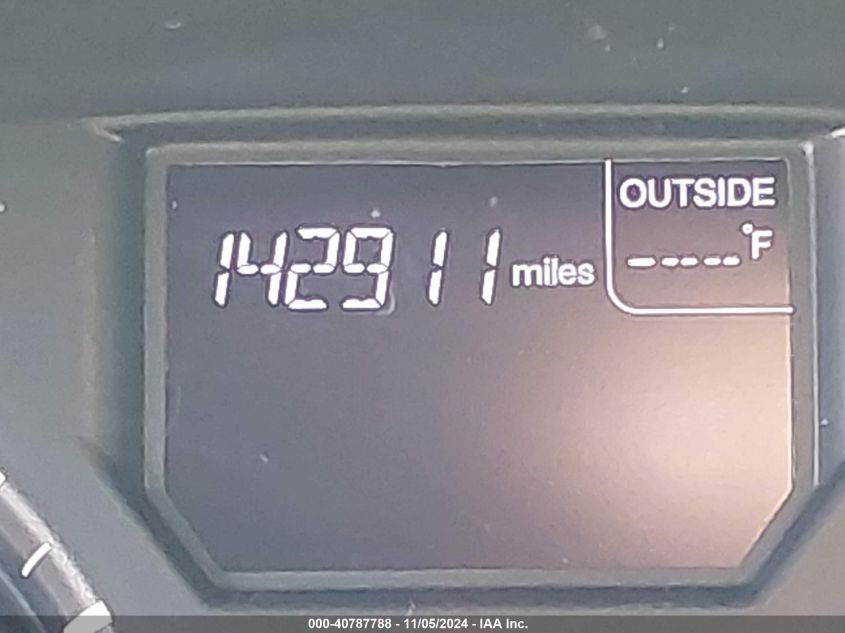 OUTSIDE
142911 miles
----°F
000-40787788 - 11/05/2024 - IAA Inc.